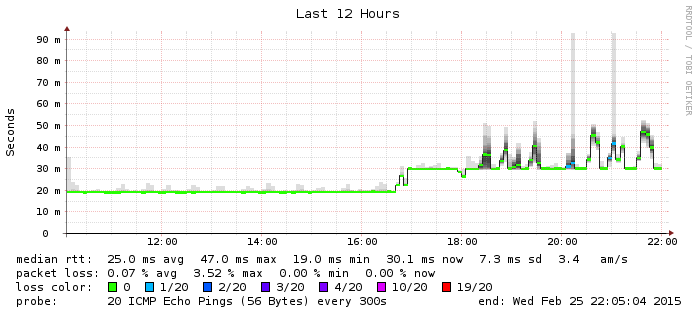 Last 12 Hours
RRDTOOL / TOBI OETIKER
Seconds
90 m
80 m
70 m
60 m
50 m
40 m
30 m
20 m
10 m
0
12:00 14:00 16:00 18:00 20:00 22:00
median rtt: 25.0 ms avg 47.0 ms max 19.0 ms min 30.1 ms now 7.3 ms sd 3.4 am/s
packet loss: 0.07 % avg 3.52 % max 0.00 % min 0.00 % now
loss color: 0 1/20 2/20 3/20 4/20 10/20 19/20
probe: 20 ICMP Echo Pings (56 Bytes) every 300s end: Wed Feb 25 22:05:04 2015